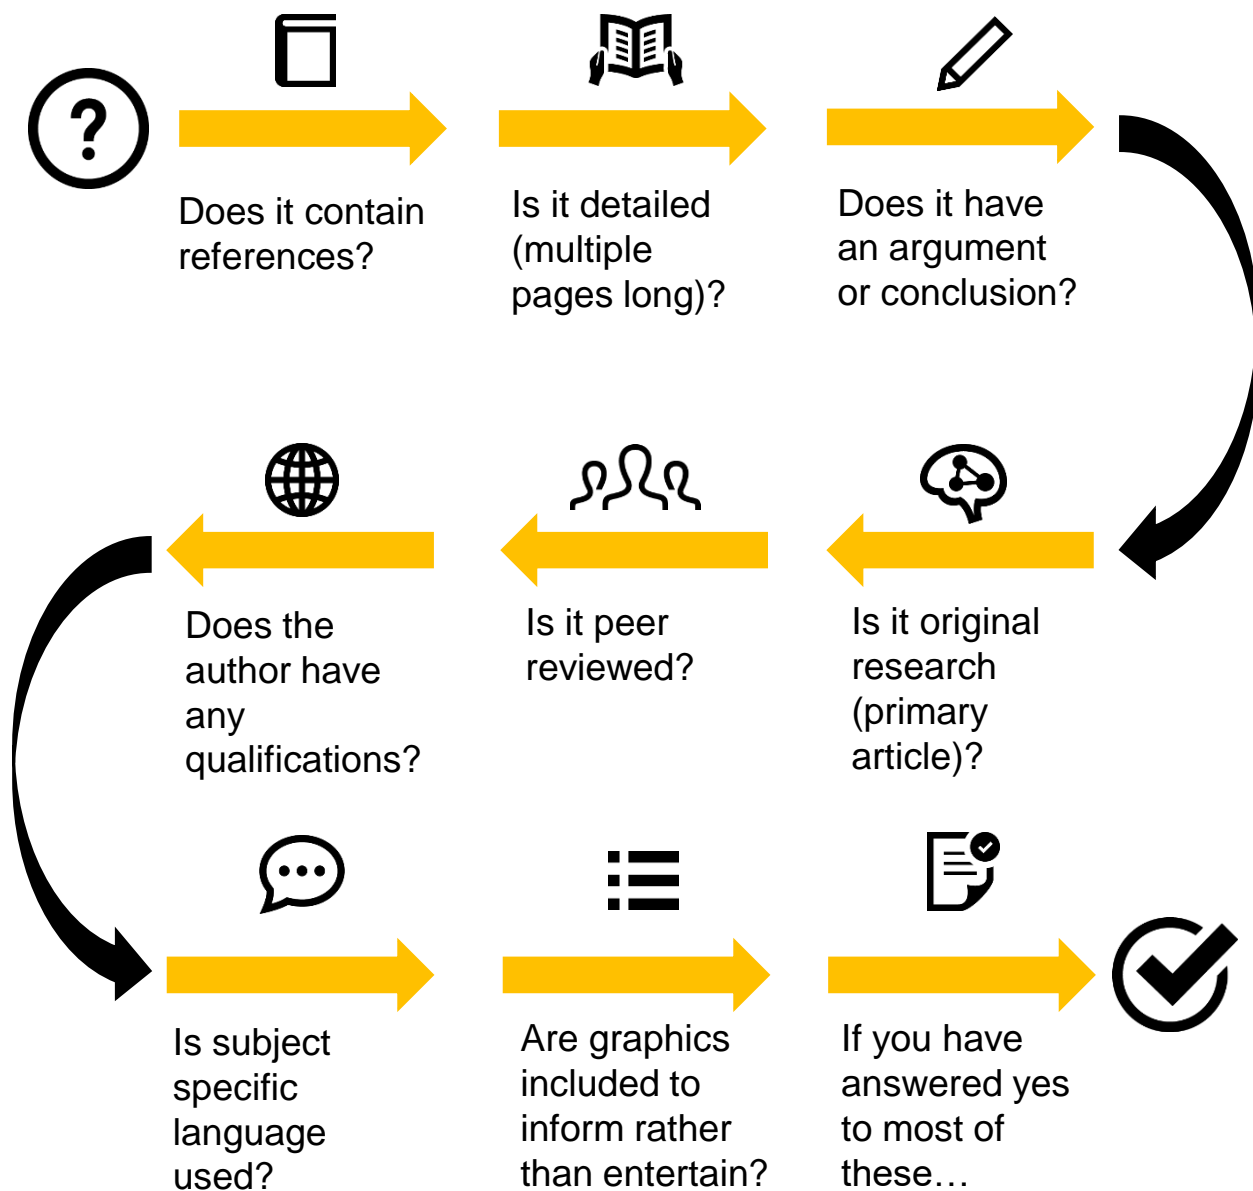 ?
Does it contain
references?
Is it detailed
(multiple
pages long)?
Does it have
an argument
or conclusion?
Is it original
research
(primary
article)?
Is it peer
reviewed?
Does the
author have
any
qualifications?
Is subject
specific
language
used?
Are graphics
included to
inform rather
than entertain?
If you have
answered yes
to most of
these…